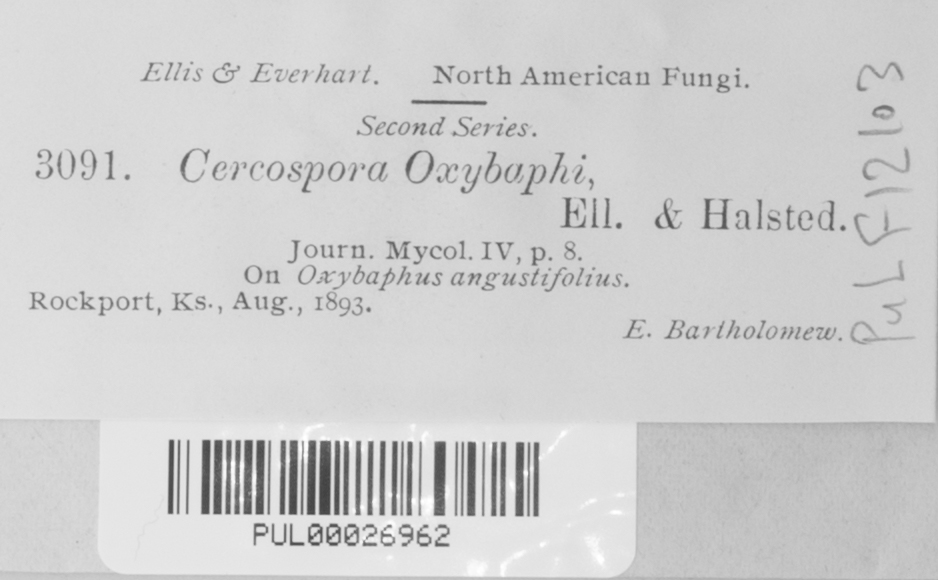 Ellis & Everhart. North American Fungi.
Second Series.
3091. Cercospora Oxybaphi,
Ell. & Halsted.
Journ. Mycol. IV, p. 8.
On Oxybaphus angustifolius.
Rockport, Ks., Aug., 1893.
E. Bartholomew.
PUL F12103
PUL00026962